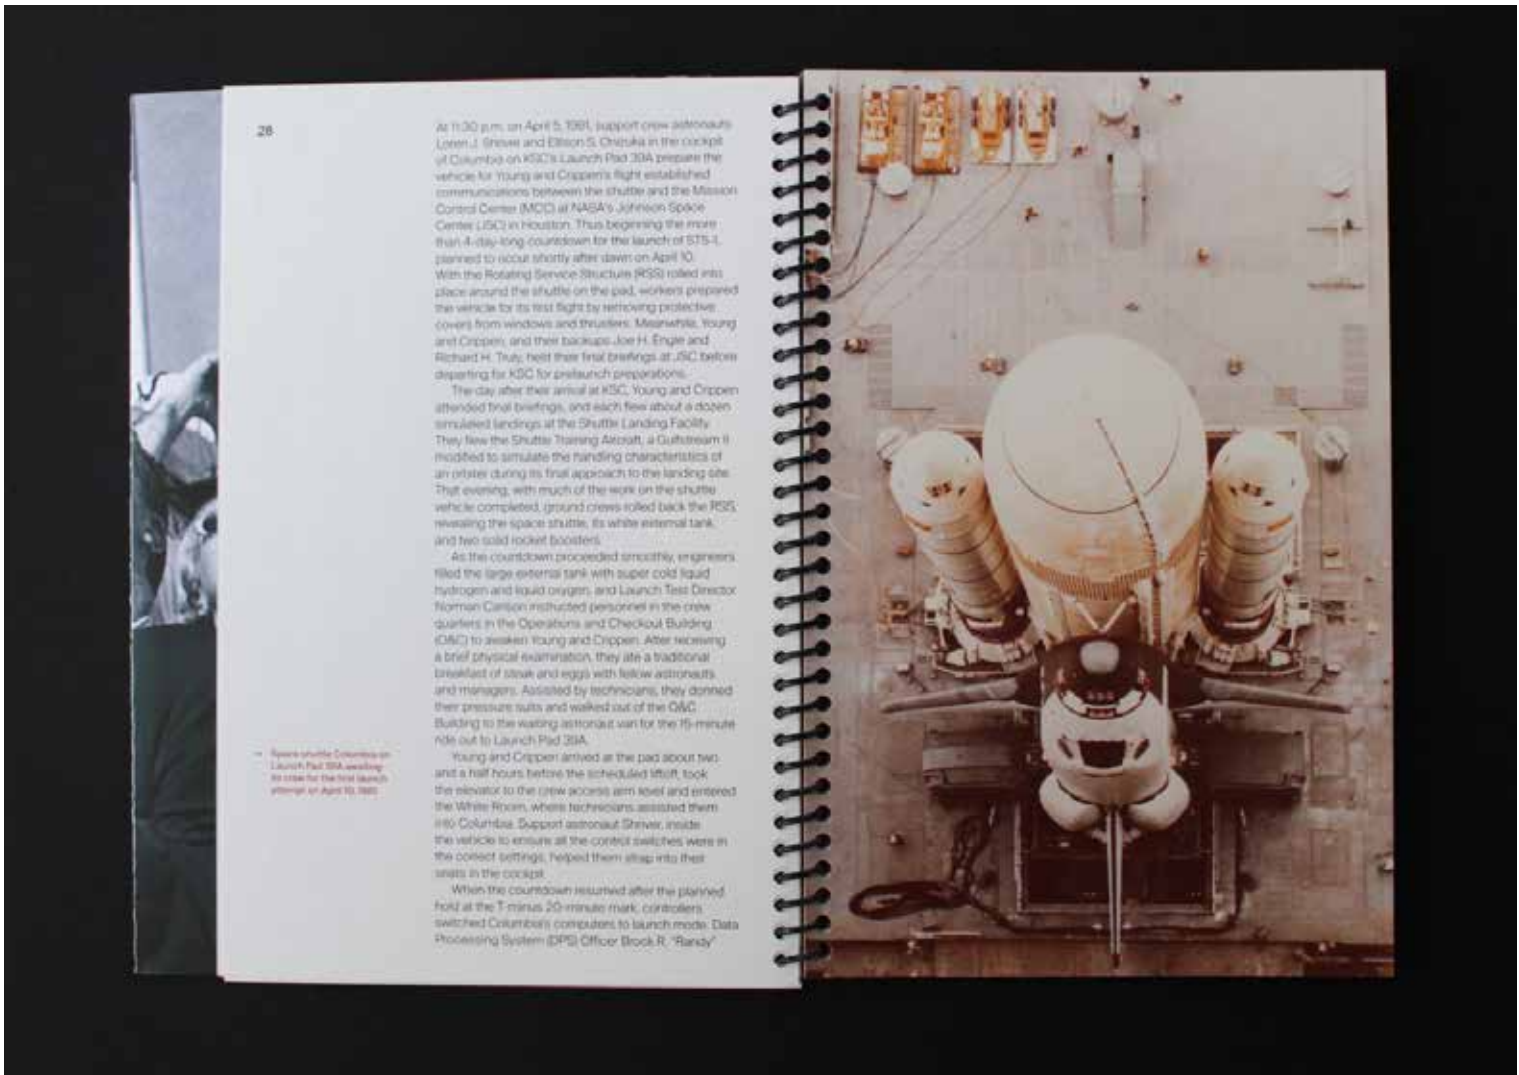 28
At 11:30 p.m. on April 5, 1981, support crew astronauts
Loren J. Shriver and Ellison S. Onizuka in the cockpit
of Columbia on KSC's Launch Pad 39A prepare the
vehicle for Young and Crippen's flight established
communications between the shuttle and the Mission
Control Center (MCC) at NASA's Johnson Space
Center (JSC) in Houston. Thus beginning the more
than 4-day-long countdown for the launch of STS-1,
planned to occur shortly after dawn on April 10.
With the Rotating Service Structure (RSS) rolled into
place around the shuttle on the pad, workers prepared
the vehicle for its first flight by removing protective
covers from windows and thrusters. Meanwhile, Young
and Crippen, and their backups Joe H. Engle and
Richard H. Truly, held their final briefings at JSC before
departing for KSC for prelaunch preparations.
The day after their arrival at KSC, Young and Crippen
attended final briefings, and each flew about a dozen
simulated landings at the Shuttle Landing Facility.
They flew the Shuttle Training Aircraft, a Gulfstream II
modified to simulate the handling characteristics of
an orbiter during its final approach to the landing site.
That evening, with much of the work on the shuttle
vehicle completed, ground crews rolled back the RSS,
revealing the space shuttle, its white external tank,
and two solid rocket boosters.
As the countdown proceeded smoothly, engineers
filled the large external tank with super cold liquid
hydrogen and liquid oxygen, and Launch Test Director
Norman Carlson instructed personnel in the crew
quarters in the Operations and Checkout Building
(O&C) to awaken Young and Crippen. After receiving
a brief physical examination, they ate a traditional
breakfast of steak and eggs with fellow astronauts
and managers. Assisted by technicians, they donned
their pressure suits and walked out of the O&C
Building to the waiting astronaut van for the 15-minute
ride out to Launch Pad 39A.
Young and Crippen arrived at the pad about two
and a half hours before the scheduled liftoff, took
the elevator to the crew access arm level and entered
the White Room, where technicians assisted them
into Columbia. Support astronaut Shriver, inside
the vehicle to ensure all the control switches were in
the correct settings, helped them strap into their
seats in the cockpit.
When the countdown resumed after the planned
hold at the T-minus 20-minute mark, controllers
switched Columbia's computers to launch mode. Data
Processing System (DPS) Officer Brock R. "Randy"
→ Space shuttle Columbia on
Launch Pad 39A awaiting
its crew for the first launch
attempt on April 10, 1981.